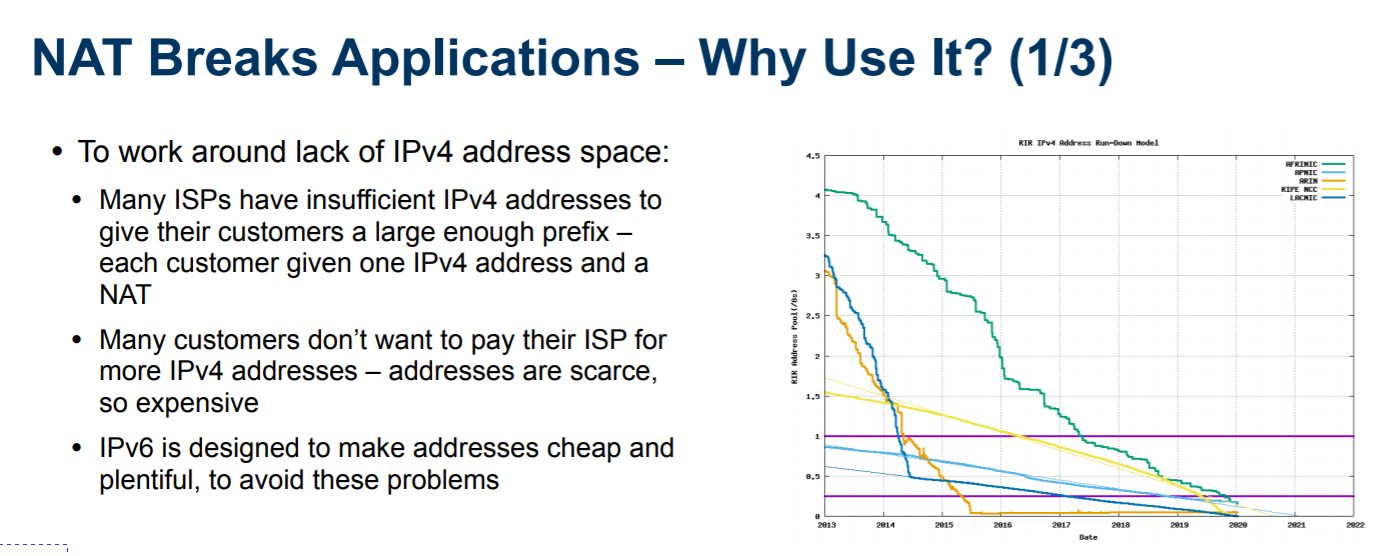 NAT Breaks Applications – Why Use It? (1/3)
• To work around lack of IPv4 address space:
• Many ISPs have insufficient IPv4 addresses to
give their customers a large enough prefix –
each customer given one IPv4 address and a
NAT
• Many customers don’t want to pay their ISP for
more IPv4 addresses – addresses are scarce,
so expensive
• IPv6 is designed to make addresses cheap and
plentiful, to avoid these problems
RIR IPv4 Address Run-Down Model
AFRINIC
APNIC
ARIN
RIPE NCC
LACNIC
RIR Address Pool(/8s)
4.5
4
3.5
3
2.5
2
1.5
1
0.5
0
2013 2014 2015 2016 2017 2018 2019 2020 2021 2022
Date